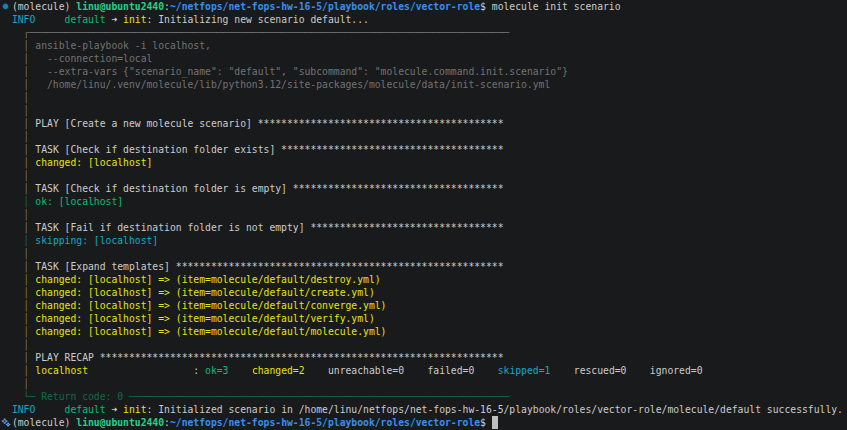 (molecule) linu@ubuntu2440:~/netfops/net-fops-hw-16-5/playbook/roles/vector-role$ molecule init scenario
INFO     default ➜ init: Initializing new scenario default...
ansible-playbook -i localhost,
  --connection=local
  --extra-vars {"scenario_name": "default", "subcommand": "molecule.command.init.scenario"}
  /home/linu/.venv/molecule/lib/python3.12/site-packages/molecule/data/init-scenario.yml
PLAY [Create a new molecule scenario] ******************************************
TASK [Check if destination folder exists] **************************************
changed: [localhost]
TASK [Check if destination folder is empty] ************************************
ok: [localhost]
TASK [Fail if destination folder is not empty] *********************************
skipping: [localhost]
TASK [Expand templates] ********************************************************
changed: [localhost] => (item=molecule/default/destroy.yml)
changed: [localhost] => (item=molecule/default/create.yml)
changed: [localhost] => (item=molecule/default/converge.yml)
changed: [localhost] => (item=molecule/default/verify.yml)
changed: [localhost] => (item=molecule/default/molecule.yml)
PLAY RECAP *********************************************************************
localhost                  : ok=3    changed=2    unreachable=0    failed=0    skipped=1    rescued=0    ignored=0
Return code: 0
INFO     default ➜ init: Initialized scenario in /home/linu/netfops/net-fops-hw-16-5/playbook/roles/vector-role/molecule/default successfully.
(molecule) linu@ubuntu2440:~/netfops/net-fops-hw-16-5/playbook/roles/vector-role$